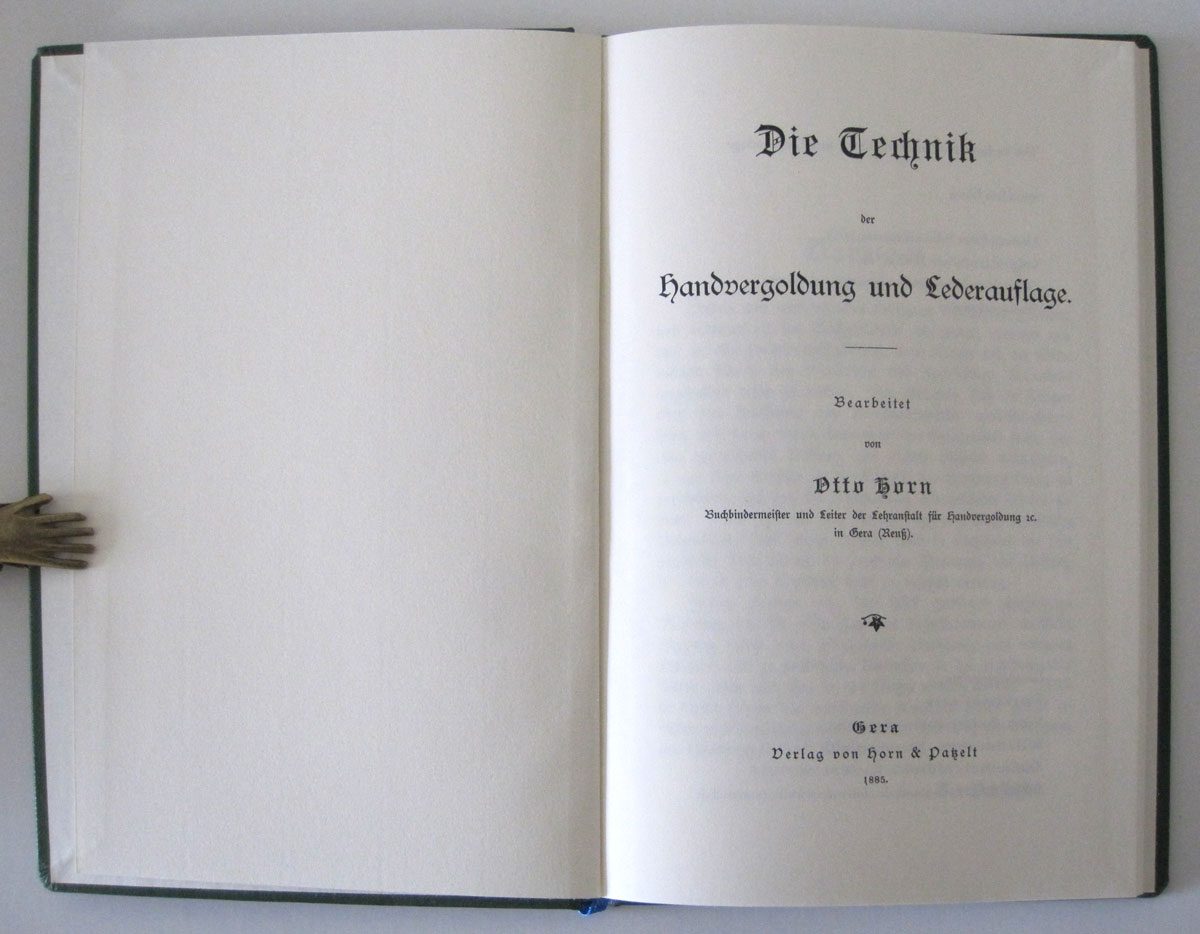 Die Technik
der
Handvergoldung und Lederauflage.
Bearbeitet
von
Otto Horn
Buchbindermeister und Leiter der Lehranstalt für Handvergoldung ꝛc.
in Gera (Reuß).
Gera
Verlag von Horn & Patzelt
1885.